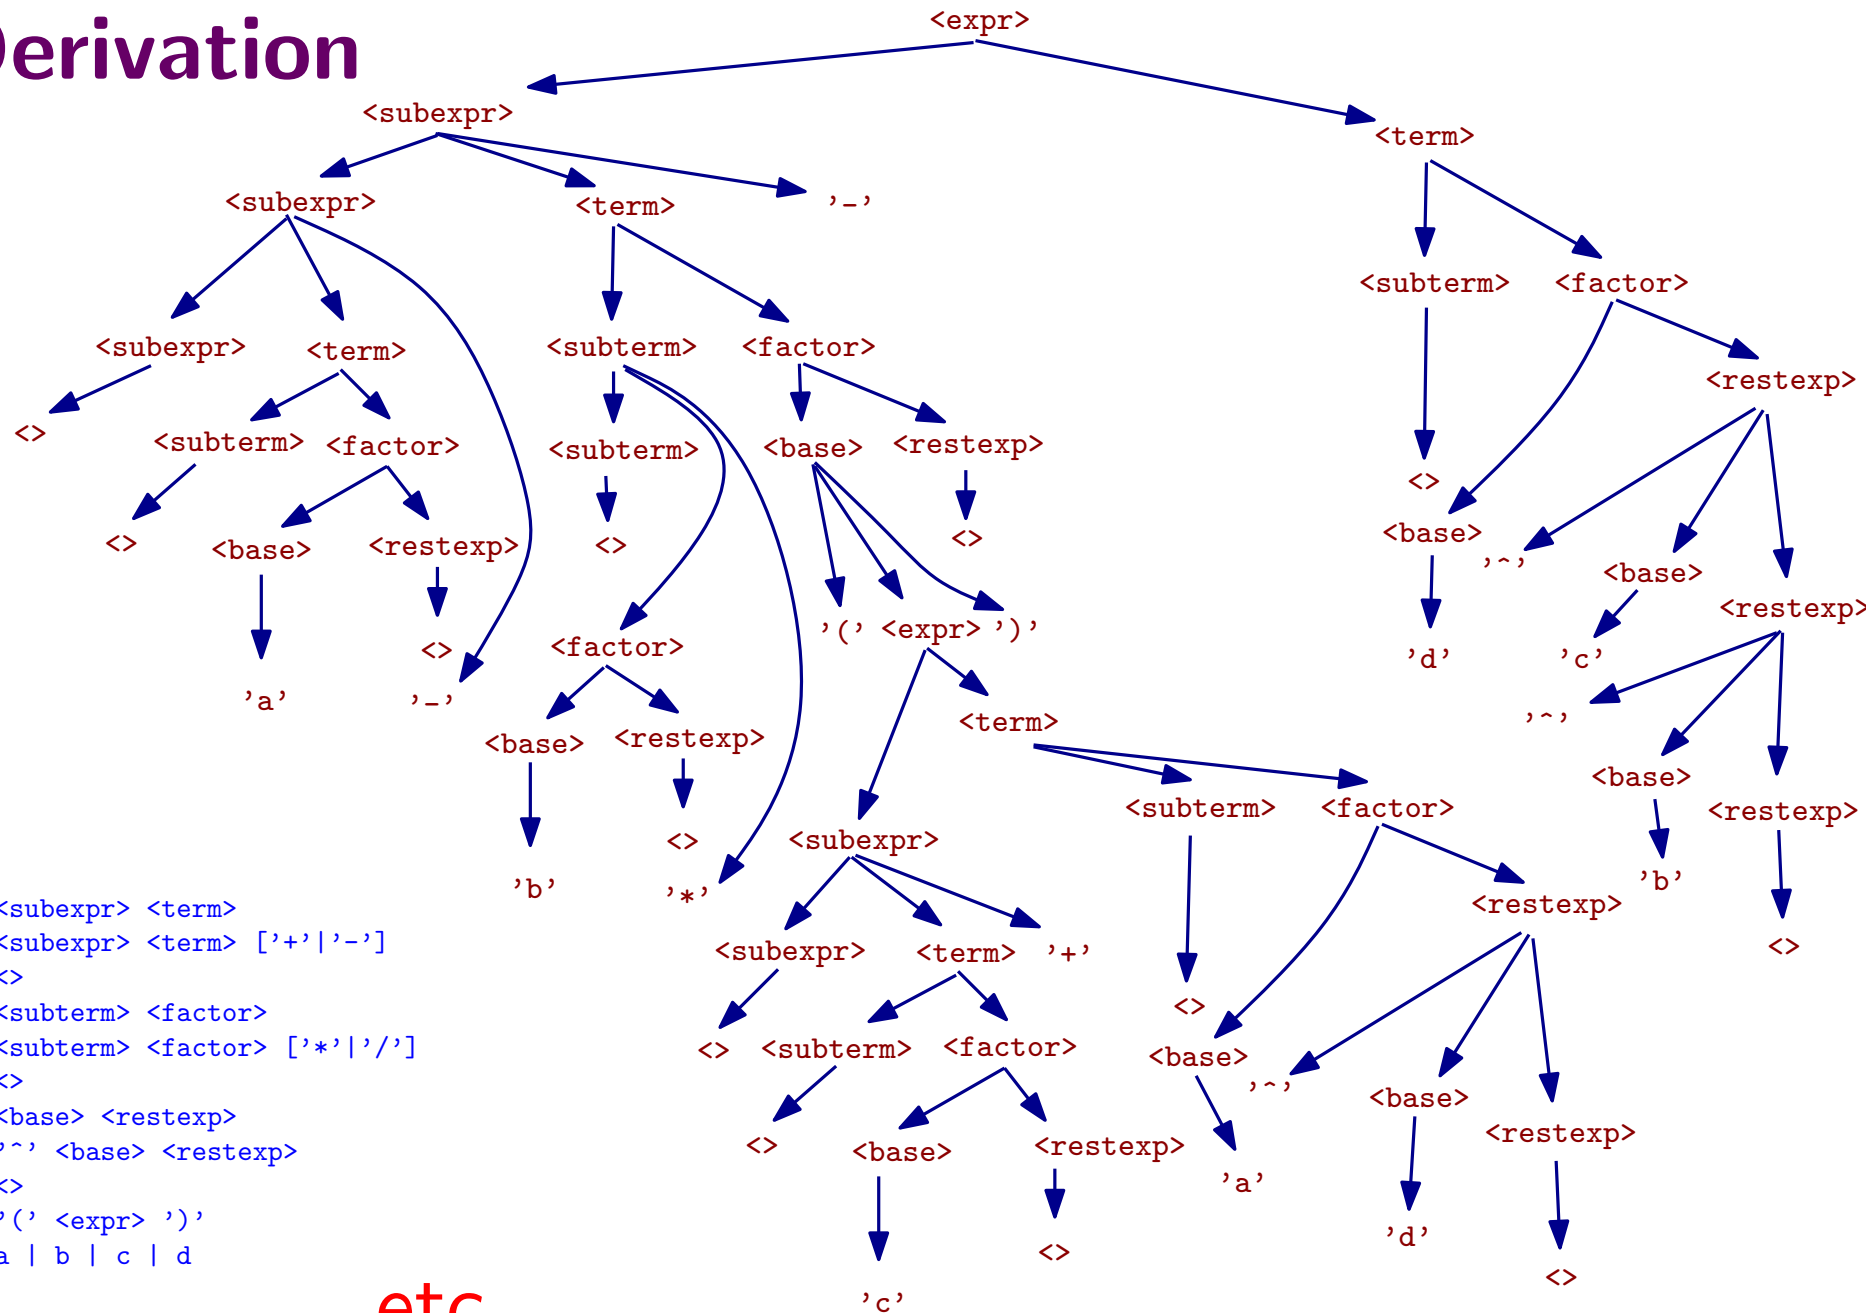 Derivation
<expr>
<subexpr> <term>
<subexpr> <term> '-'
<subterm> <factor>
<subexpr> <term> <subterm> <factor>
<restexp>
<> <subterm> <factor> <subterm> <base> <restexp>
<>
<> <base> <restexp> <> <> <base> '^' <base>
<restexp>
<> <factor> '(' <expr> ')' 'd' 'c'
'a' '-' <term> '^'
<base> <restexp> <base>
<subterm> <factor> <restexp>
<> <subexpr>
'b' '*' 'b'
<restexp>
<subexpr> <term> '+' <>
<>
<> <subterm> <factor> <base> '^' <base>
<> <base> <restexp> <restexp>
'a'
'd'
<> <>
'c'
<subexpr> <term>
<subexpr> <term> ['+'|'-']
<>
<subterm> <factor>
<subterm> <factor> ['*'|'/']
<>
<base> <restexp>
'^' <base> <restexp>
<>
'(' <expr> ')'
a | b | c | d
etc